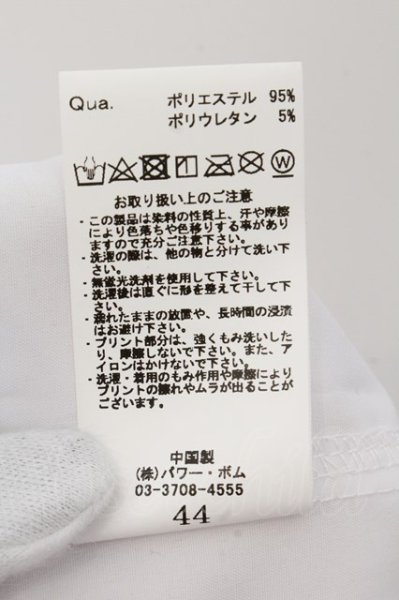 Qua. ポリエステル 95%
ポリウレタン 5%
W
お取り扱い上のご注意
・この製品は染料の性質上、汗や摩擦
により色落ちや色移りする事があり
ますので充分ご注意下さい。
・洗濯の際は、他の物と分けて洗い下
さい。
・無蛍光洗剤を使用して下さい。
・洗濯後は直ぐに形を整えて干して下
さい。
・濡れたままの放置や、長時間の浸漬
はお避け下さい。
・プリント部分は、強くもみ洗いした
り、摩擦しないで下さい。また、ア
イロンはかけないで下さい。
・洗濯・着用のもみ作用や摩擦により
プリントの擦れやムラが出ることが
ございます。
中国製
(株)パワー・ボム
03-3708-4555
44